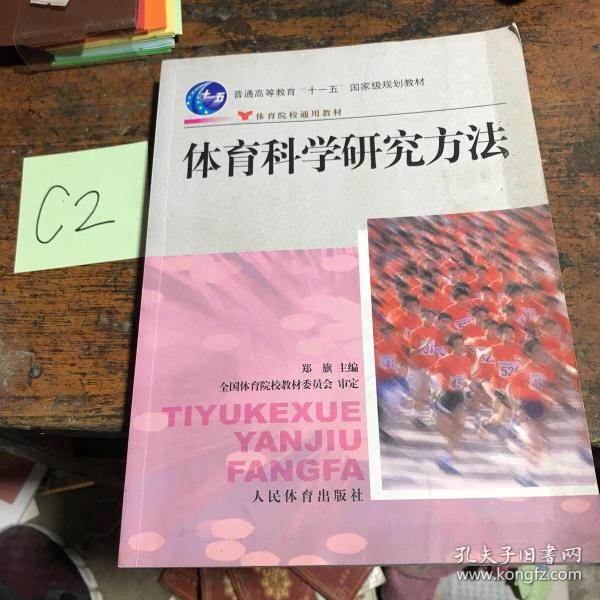 十一五
普通高等教育“十一五”国家级规划教材
体育院校通用教材
体育科学研究方法
C2
郑旗 主编
全国体育院校教材委员会 审定
TIYUKEXUE
YANJIU
FANGFA
人民体育出版社
52
孔夫子旧书网
www.kongfz.com